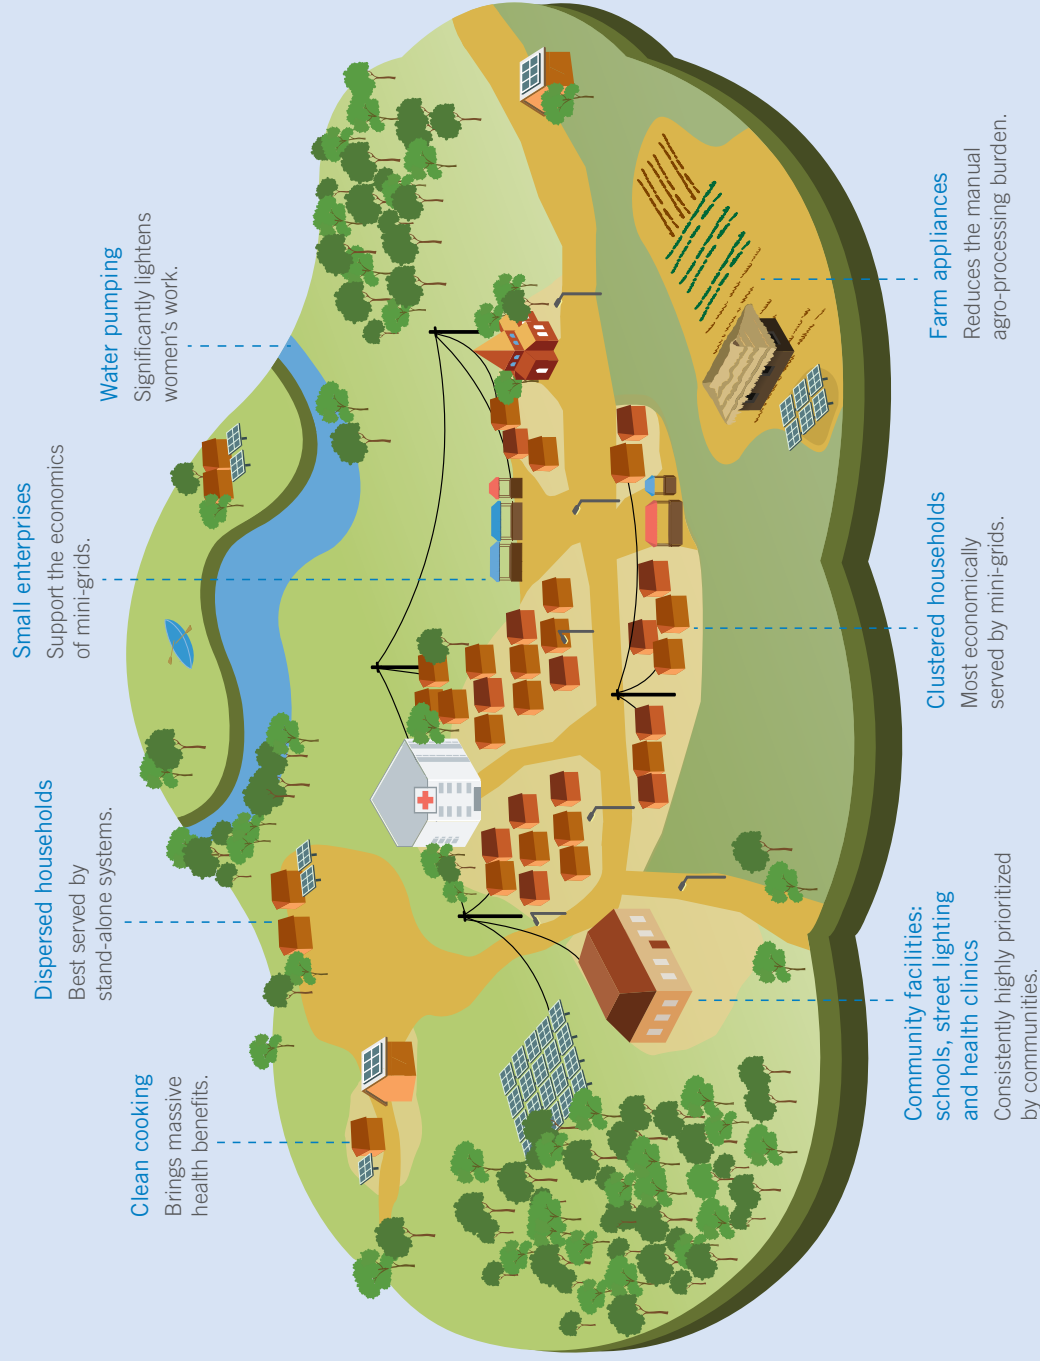 Clean cooking
Brings massive
health benefits.
Dispersed households
Best served by
stand-alone systems.
Small enterprises
Support the economics
of mini-grids.
Water pumping
Significantly lightens
women's work.
Community facilities:
schools, street lighting
and health clinics
Consistently highly prioritized
by communities.
Clustered households
Most economically
served by mini-grids.
Farm appliances
Reduces the manual
agro-processing burden.